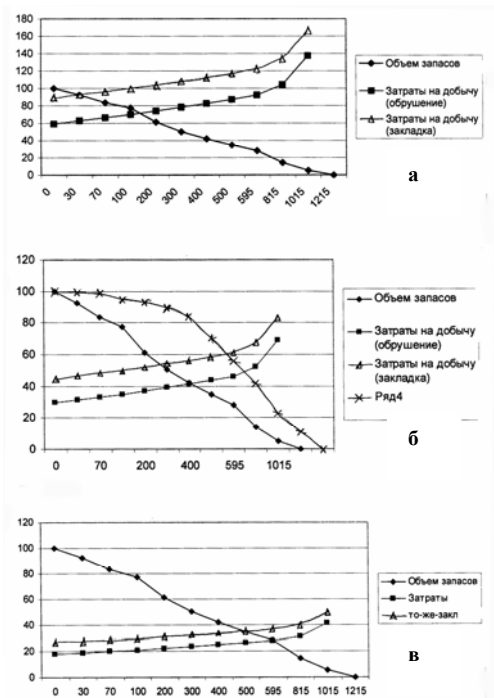 180
160
140
120
100
80
60
40
20
0
0 30 70 100 200 300 400 500 595 815 1015 1215
Объем запасов
Затраты на добычу
(обрушение)
Затраты на добычу
(закладка)
а
120
100
80
60
40
20
0
0 70 200 400 595 1015
Объем запасов
Затраты на добычу
(обрушение)
Затраты на добычу
(закладка)
Ряд4
б
120
100
80
60
40
20
0
0 30 70 100 200 300 400 500 595 815 1015 1215
Объем запасов
Затраты
то-же-закл
в